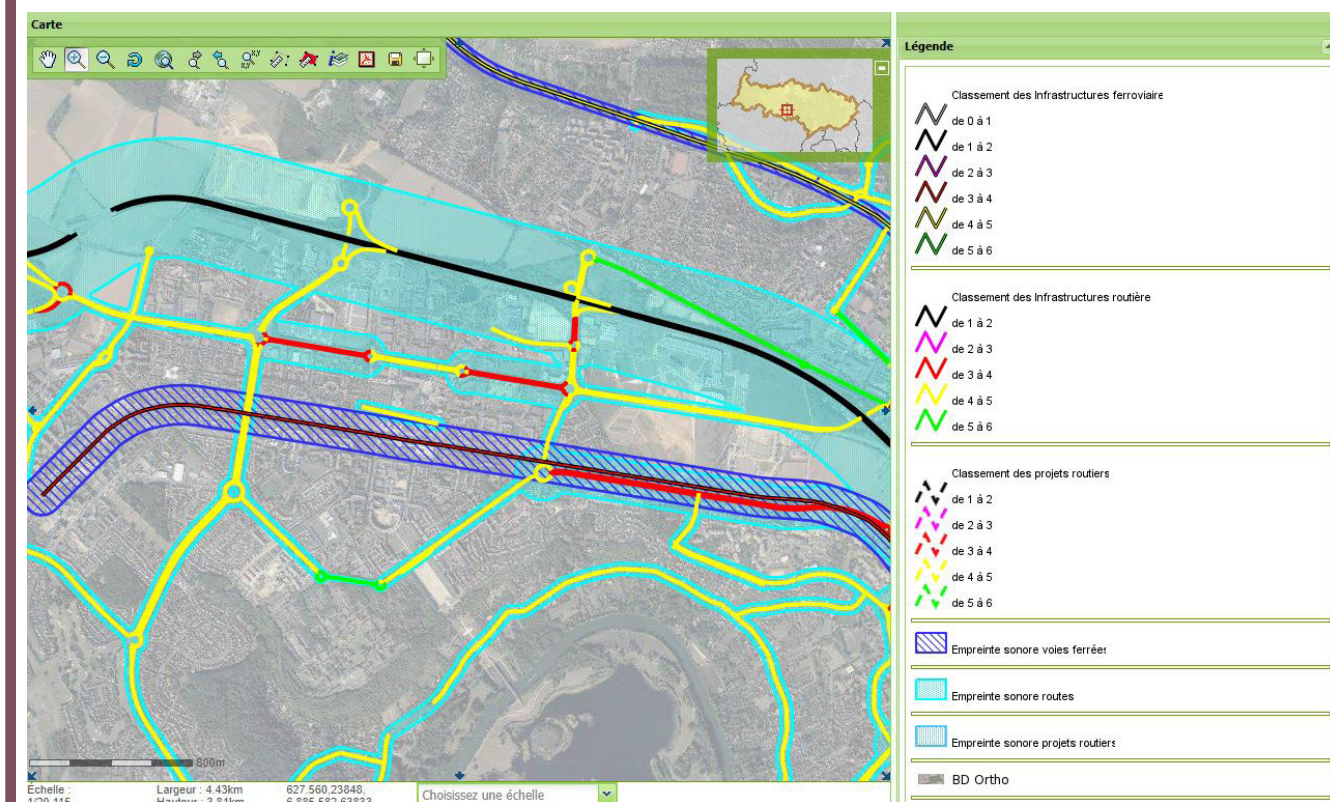 Carte
Légende
Classement des Infrastructures ferroviaire
de 0 à 1
de 1 à 2
de 2 à 3
de 3 à 4
de 4 à 5
de 5 à 6
Classement des Infrastructures routière
de 1 à 2
de 2 à 3
de 3 à 4
de 4 à 5
de 5 à 6
Classement des projets routiers
de 1 à 2
de 2 à 3
de 3 à 4
de 4 à 5
de 5 à 6
Empreinte sonore voies ferrées
Empreinte sonore routes
Empreinte sonore projets routiers
BD Ortho
800m
Échelle : Largeur : 4.43km 627.560,23848, Choisissez une échelle
Hauteur : 3.81km